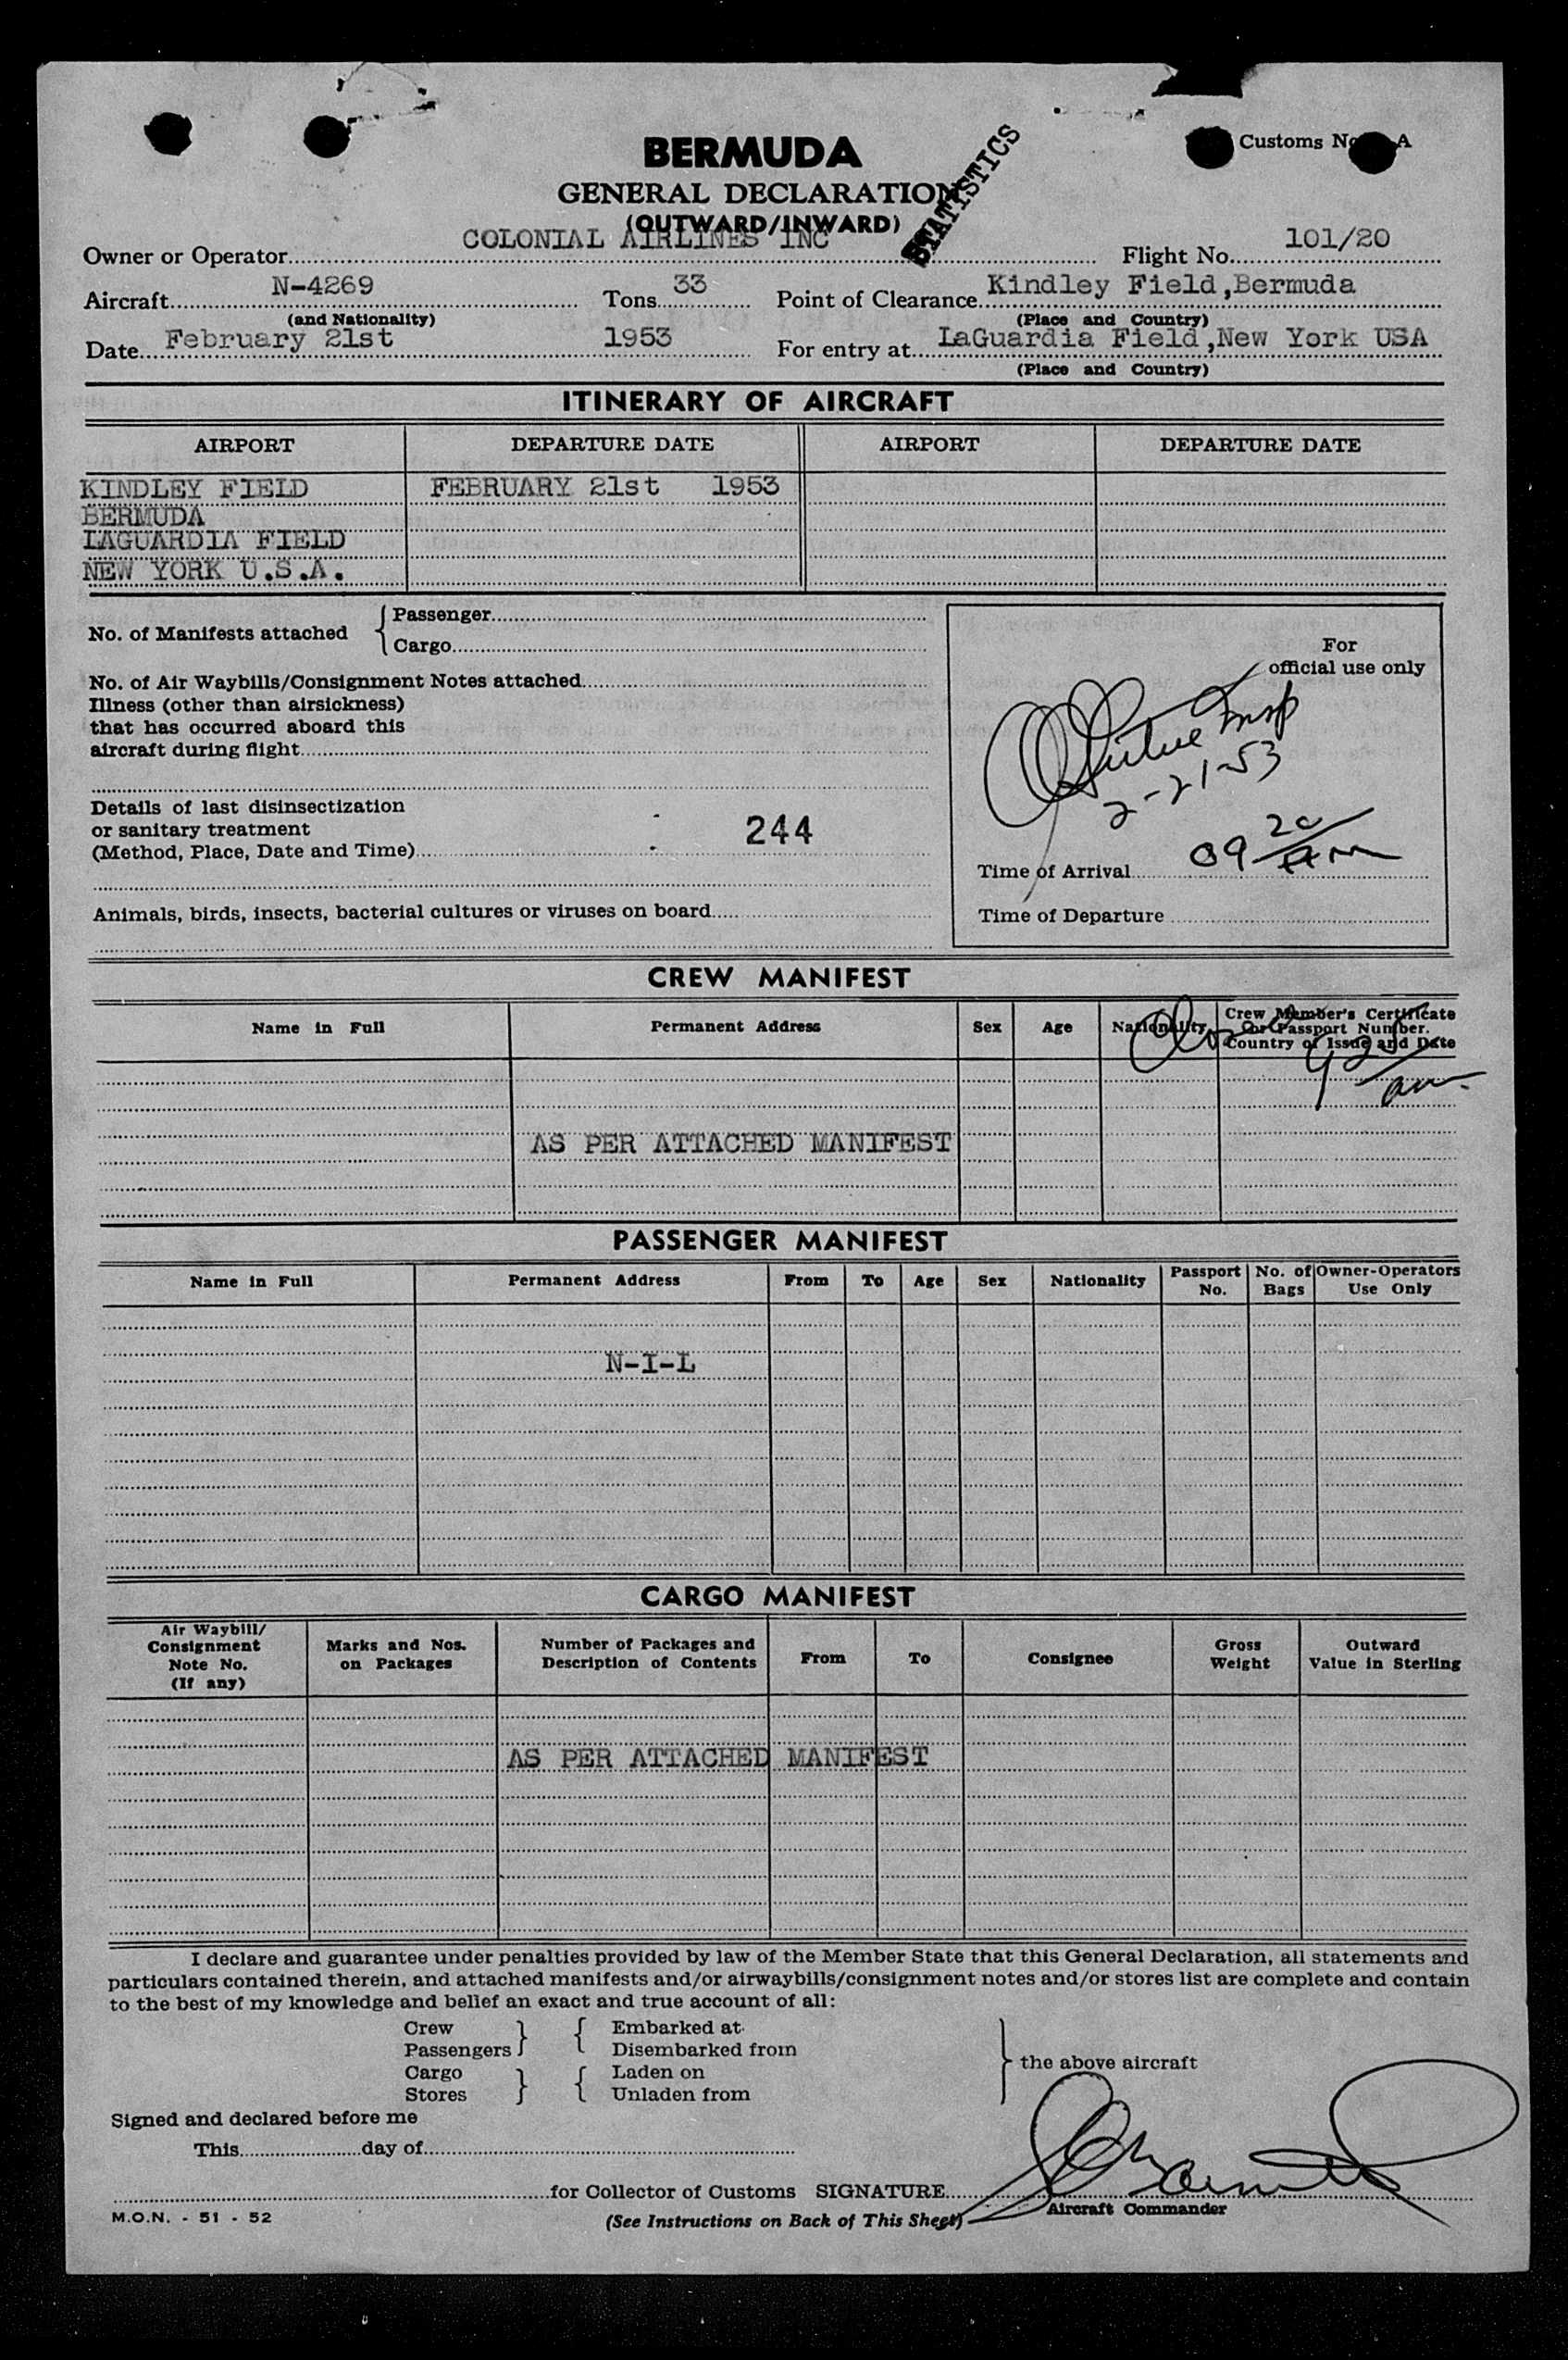 Customs No. A
BERMUDA
GENERAL DECLARATION
STATISTICS
(OUTWARD/INWARD)
Owner or Operator COLONIAL AIRLINES INC Flight No. 101/20
Aircraft N-4269 Tons 33 Point of Clearance Kindley Field,Bermuda
(and Nationality) (Place and Country)
Date February 21st 1953 For entry at LaGuardia Field,New York USA
(Place and Country)
ITINERARY OF AIRCRAFT
AIRPORT DEPARTURE DATE AIRPORT DEPARTURE DATE
KINDLEY FIELD FEBRUARY 21st 1953
BERMUDA
LAGUARDIA FIELD
NEW YORK U.S.A.
No. of Manifests attached
Passenger
Cargo
No. of Air Waybills/Consignment Notes attached
Illness (other than airsickness)
that has occurred aboard this
aircraft during flight
Details of last disinsectization
or sanitary treatment
(Method, Place, Date and Time)
244
Animals, birds, insects, bacterial cultures or viruses on board
For
official use only
Insp
2-21-53
Time of Arrival 09 20 am
Time of Departure
CREW MANIFEST
Name in Full Permanent Address Sex Age Nationality Crew Member's Certificate
or Passport Number.
Country of Issue and Date
925 am.
AS PER ATTACHED MANIFEST
PASSENGER MANIFEST
Name in Full Permanent Address From To Age Sex Nationality Passport No. No. of Bags Owner-Operators Use Only
N-I-L
CARGO MANIFEST
Air Waybill/
Consignment
Note No.
(If any)
Marks and Nos.
on Packages
Number of Packages and
Description of Contents
From To Consignee
Gross
Weight
Outward
Value in Sterling
AS PER ATTACHED MANIFEST
I declare and guarantee under penalties provided by law of the Member State that this General Declaration, all statements and
particulars contained therein, and attached manifests and/or airwaybills/consignment notes and/or stores list are complete and contain
to the best of my knowledge and belief an exact and true account of all:
Crew Embarked at
Passengers Disembarked from
the above aircraft
Cargo Laden on
Stores Unladen from
Signed and declared before me
This day of
for Collector of Customs SIGNATURE
Aircraft Commander
M.O.N. - 51 - 52
(See Instructions on Back of This Sheet)